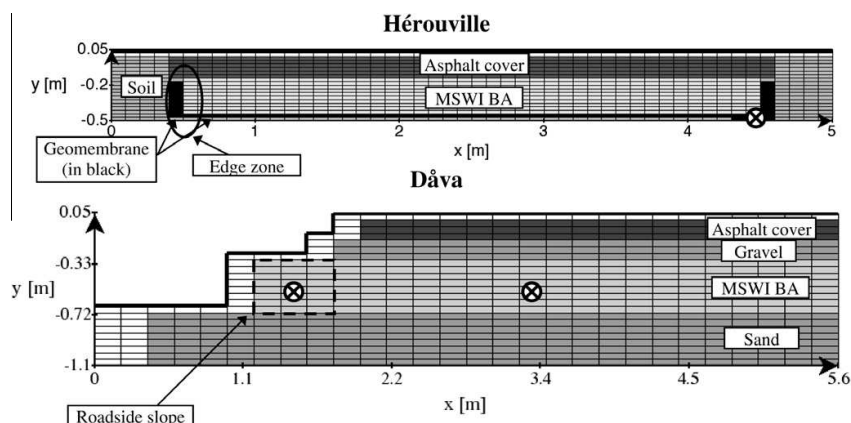 Hérouville
0.05
Asphalt cover
y [m]
-0.2
Soil
MSWI BA
-0.5
0
1
2
3
4
5
Geomembrane
(in black)
x [m]
Edge zone
Dåva
0.05
Asphalt cover
Gravel
-0.33
y [m]
MSWI BA
-0.72
Sand
-1.1
0
1.1
2.2
3.4
4.5
5.6
x [m]
Roadside slope